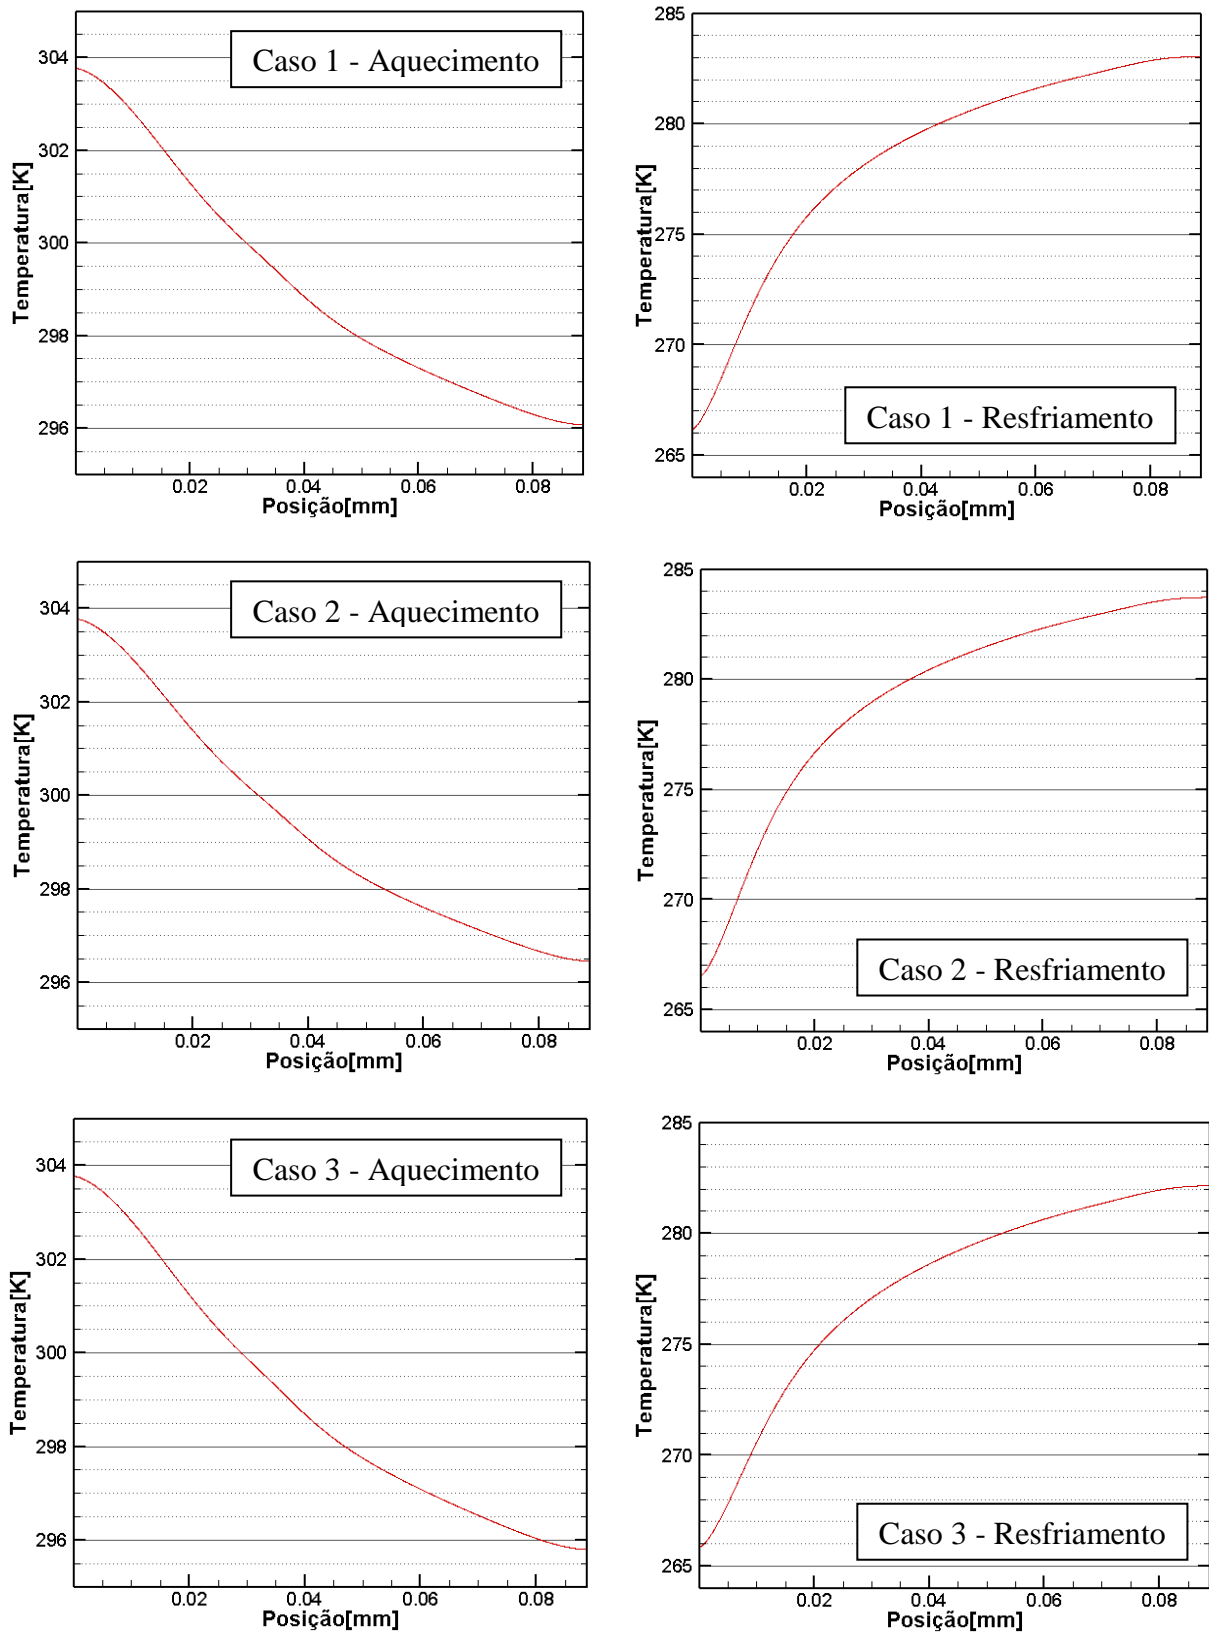 Caso 1 - Aquecimento
Temperatura[K]
304
302
300
298
296
0.02 0.04 0.06 0.08
Posição[mm]
Caso 1 - Resfriamento
Temperatura[K]
285
280
275
270
265
0.02 0.04 0.06 0.08
Posição[mm]
Caso 2 - Aquecimento
Temperatura[K]
304
302
300
298
296
0.02 0.04 0.06 0.08
Posição[mm]
Caso 2 - Resfriamento
Temperatura[K]
285
280
275
270
265
0.02 0.04 0.06 0.08
Posição[mm]
Caso 3 - Aquecimento
Temperatura[K]
304
302
300
298
296
0.02 0.04 0.06 0.08
Posição[mm]
Caso 3 - Resfriamento
Temperatura[K]
285
280
275
270
265
0.02 0.04 0.06 0.08
Posição[mm]